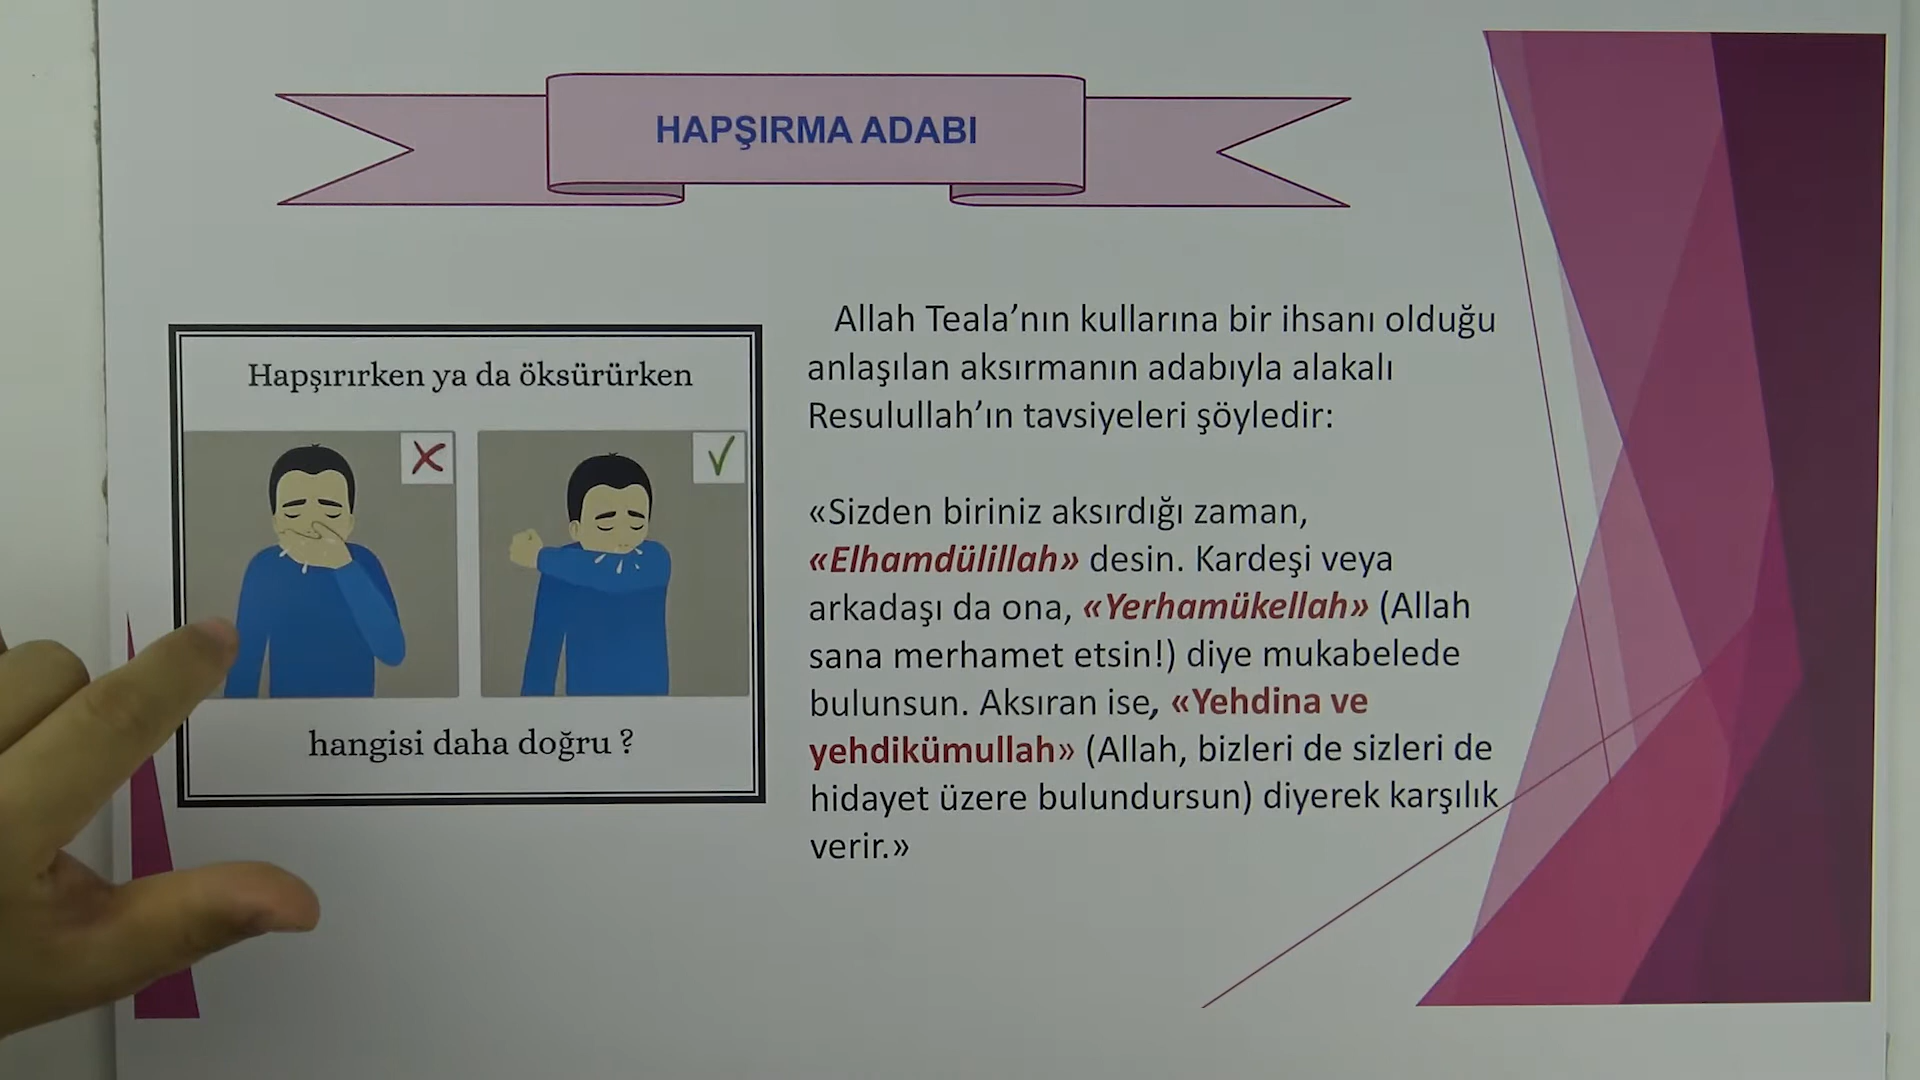 HAPŞIRMA ADABI
Hapşırırken ya da öksürürken
hangisi daha doğru ?
Allah Teala’nın kullarına bir ihsanı olduğu
anlaşılan aksırmanın adabıyla alakalı
Resulullah’ın tavsiyeleri şöyledir:
«Sizden biriniz aksırdığı zaman,
«Elhamdülillah» desin. Kardeşi veya
arkadaşı da ona, «Yerhamükellah» (Allah
sana merhamet etsin!) diye mukabelede
bulunsun. Aksıran ise, «Yehdina ve
yehdikümullah» (Allah, bizleri de sizleri de
hidayet üzere bulundursun) diyerek karşılık
verir.»